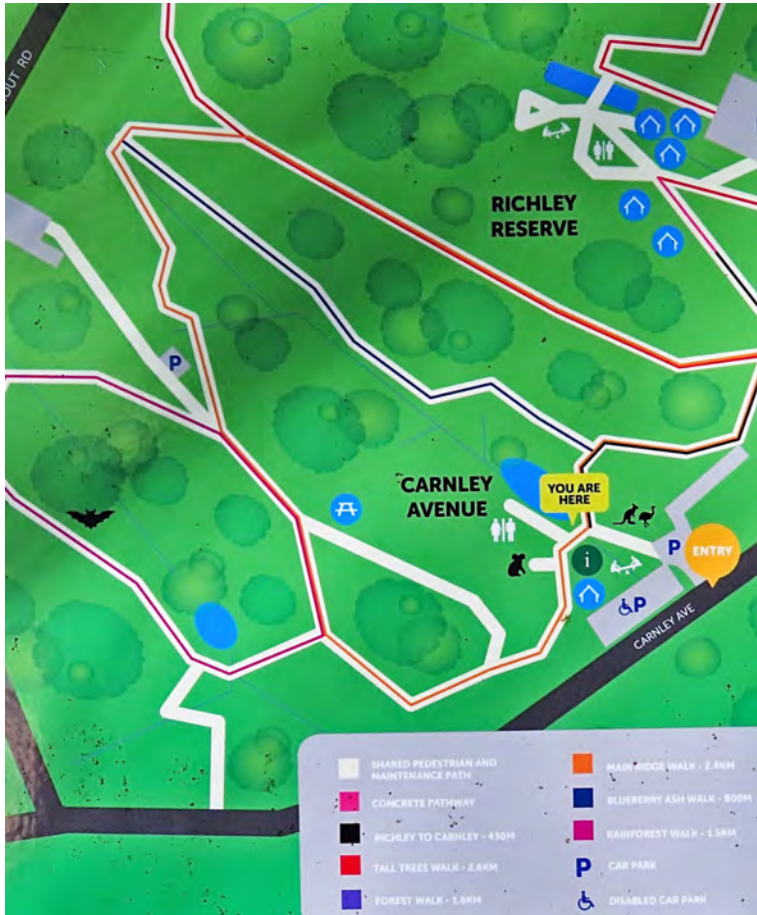 OUT RD
RICHLEY
RESERVE
P
CARNLEY
AVENUE
YOU ARE
HERE
i
P
ENTRY
P
CARNLEY AVE
SHARED PEDESTRIAN AND
MAINTENANCE PATH
CONCRETE PATHWAY
RICHLEY TO CARNLEY - 430M
TALL TREES WALK - 2.6KM
FOREST WALK - 1.6KM
MAIN RIDGE WALK - 2.4KM
BLUEBERRY ASH WALK - 800M
RAINFOREST WALK - 1.5KM
P
CAR PARK
DISABLED CAR PARK